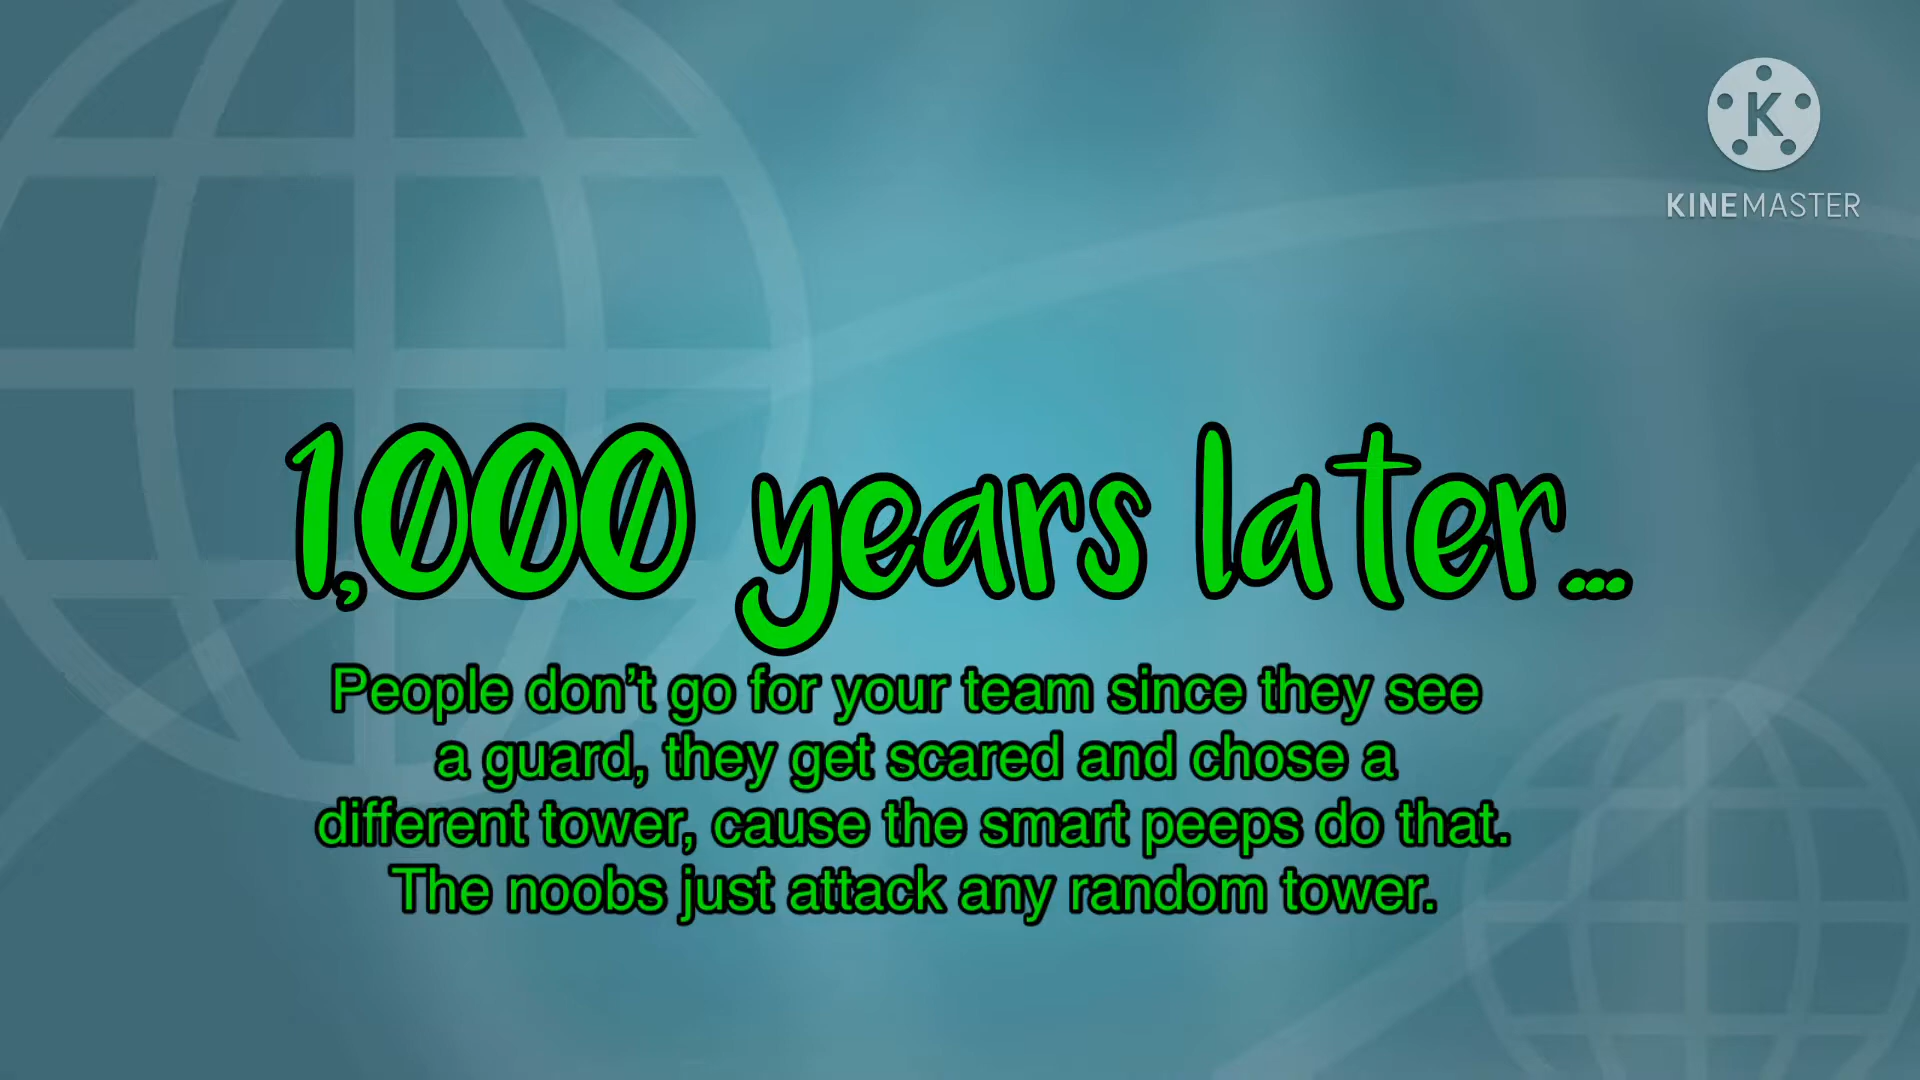 K
KINEMASTER
1,000 years later...
People don’t go for your team since they see
a guard, they get scared and chose a
different tower, cause the smart peeps do that.
The noobs just attack any random tower.